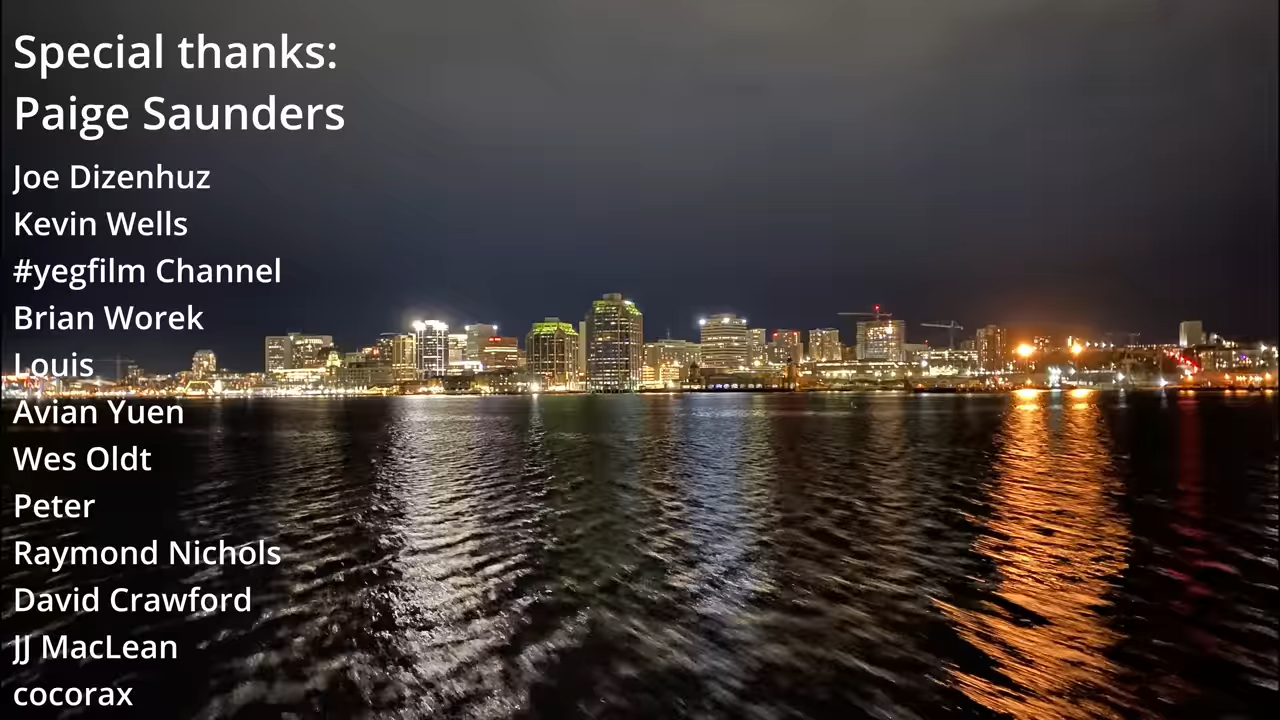 Special thanks:
Paige Saunders
Joe Dizenhuz
Kevin Wells
#yegfilm Channel
Brian Worek
Louis
Avian Yuen
Wes Oldt
Peter
Raymond Nichols
David Crawford
JJ MacLean
cocorax